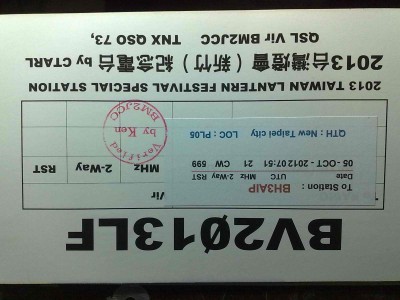 BV2Ø13LF
Vir
MHz 2-Way RST
To Station : BH3AIP
Date UTC MHz 2-Way RST
05-OCT-2012 07:51 21 CW 599
QTH : New Taipei city LOC : PL05
Verified
by Ken
BM2JCC
2013 TAIWAN LANTERN FESTIVAL SPECIAL STATION
2013台灣燈會（新竹）紀念電台 by CTARL
QSL Vir BM2JCC TNX QSO 73,